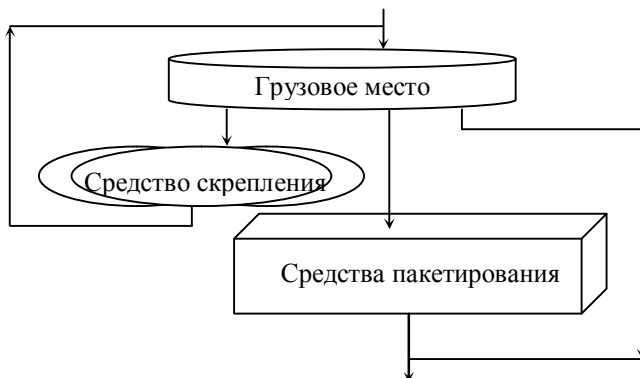 Грузовое место
Средство скрепления
Средства пакетирования